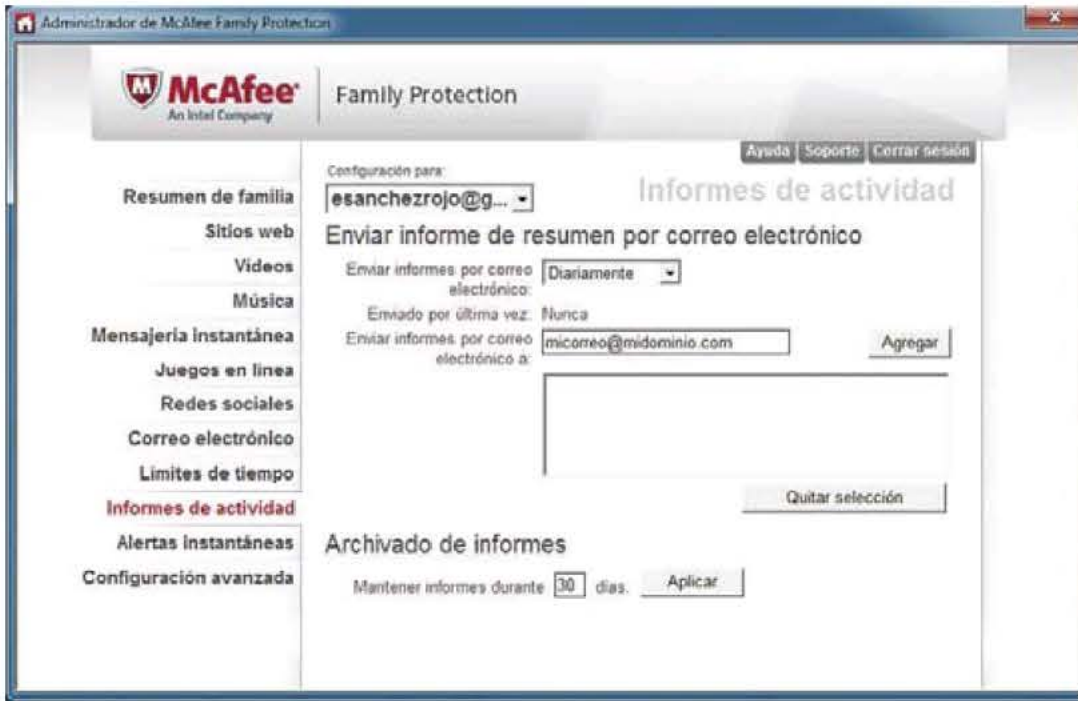 Administrador de McAfee Family Protection
McAfee
An Intel Company
Family Protection
Ayuda Soporte Cerrar sesión
Configuración para:
esanchezrojo@g...
Informes de actividad
Resumen de familia
Sitios web
Videos
Música
Mensajería instantánea
Juegos en línea
Redes sociales
Correo electrónico
Límites de tiempo
Informes de actividad
Alertas instantáneas
Configuración avanzada
Enviar informe de resumen por correo electrónico
Enviar informes por correo
electrónico:
Diariamente
Enviado por última vez: Nunca
Enviar informes por correo
electrónico a:
micorreo@midominio.com
Agregar
Quitar selección
Archivado de informes
Mantener informes durante 30 días. Aplicar